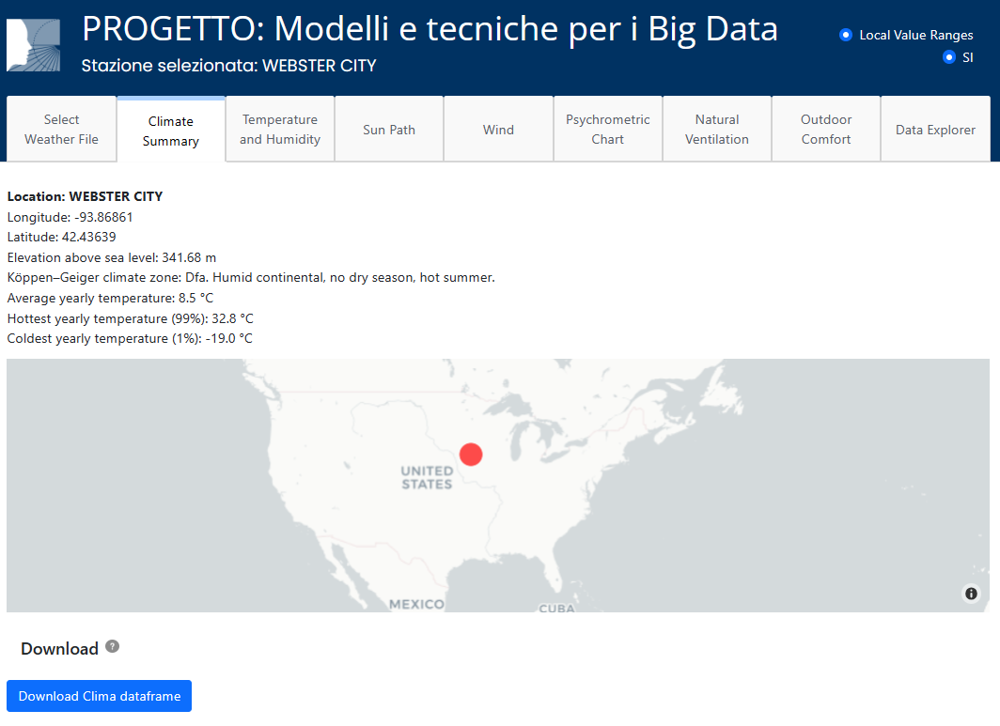 PROGETTO: Modelli e tecniche per i Big Data
Stazione selezionata: WEBSTER CITY
Local Value Ranges
SI
Select
Weather File
Climate
Summary
Temperature
and Humidity
Sun Path
Wind
Psychrometric
Chart
Natural
Ventilation
Outdoor
Comfort
Data Explorer
Location: WEBSTER CITY
Longitude: -93.86861
Latitude: 42.43639
Elevation above sea level: 341.68 m
Köppen–Geiger climate zone: Dfa. Humid continental, no dry season, hot summer.
Average yearly temperature: 8.5 °C
Hottest yearly temperature (99%): 32.8 °C
Coldest yearly temperature (1%): -19.0 °C
UNITED
STATES
MEXICO
CUBA
Download ?
Download Clima dataframe